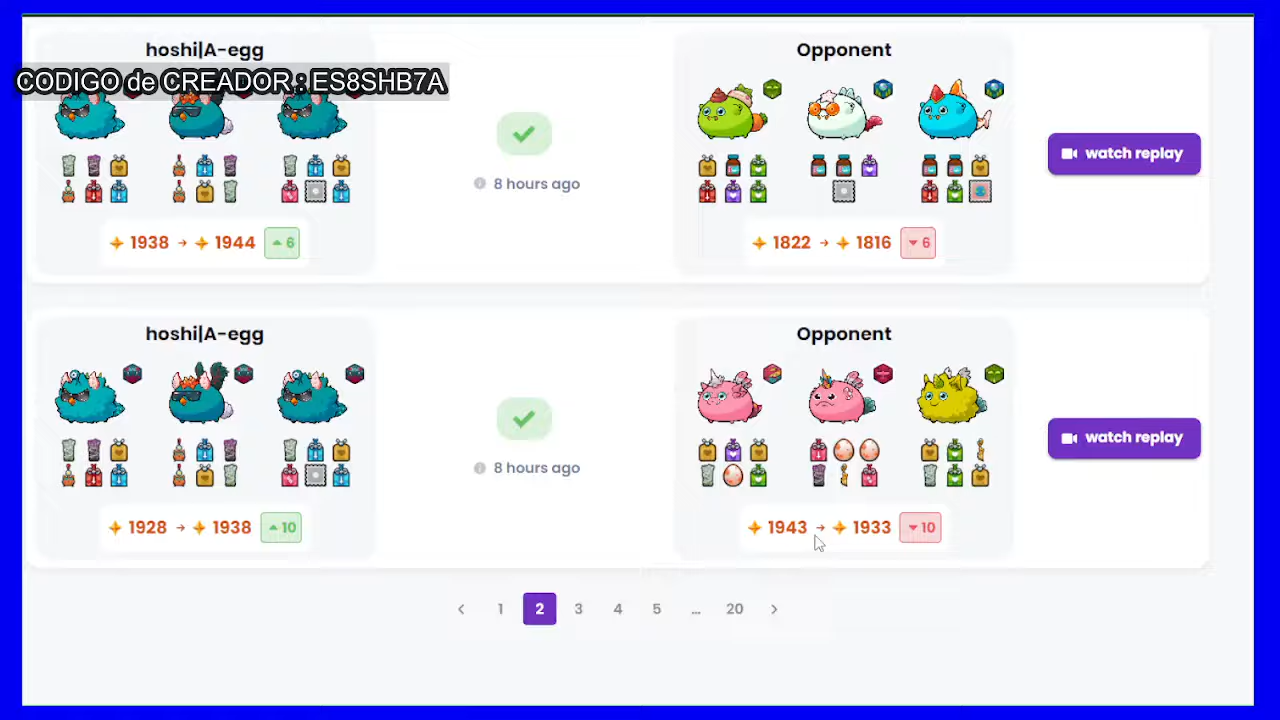 hoshi|A-egg
Opponent
CODIGO de CREADOR : ES8SHB7A
watch replay
8 hours ago
1938 → 1944 6
1822 → 1816 6
hoshi|A-egg
Opponent
watch replay
8 hours ago
1928 → 1938 10
1943 → 1933 10
‹ 1 2 3 4 5 ... 20 ›